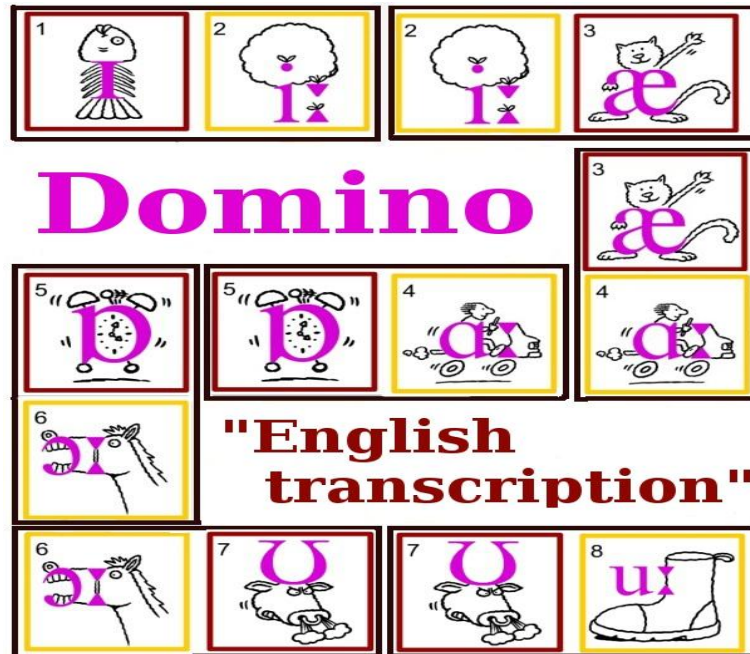 1 ɪ 2 iː 2 iː 3 æ
Domino
3 æ
5 ɒ 5 ɒ 4 ɑː 4 ɑː
6 ɔː
"English
transcription"
6 ɔː 7 ʊ 7 ʊ 8 uː